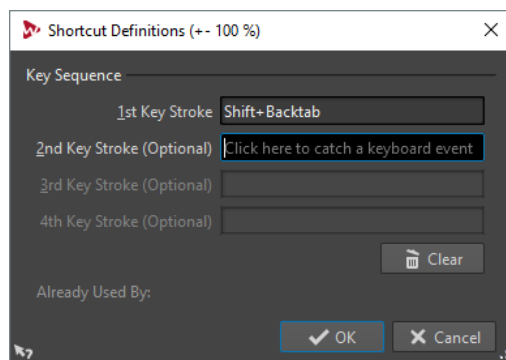 Shortcut Definitions (+- 100 %)
Key Sequence
1st Key Stroke Shift+Backtab
2nd Key Stroke (Optional) Click here to catch a keyboard event
3rd Key Stroke (Optional)
4th Key Stroke (Optional)
Clear
Already Used By:
OK Cancel